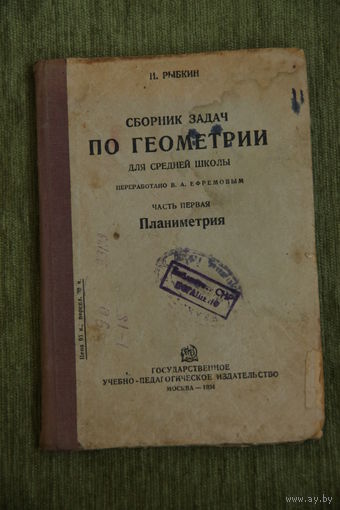 Н. РЫБКИН
СБОРНИК ЗАДАЧ
ПО ГЕОМЕТРИИ
ДЛЯ СРЕДНЕЙ ШКОЛЫ
ПЕРЕРАБОТАНО В. А. ЕФРЕМОВЫМ
ЧАСТЬ ПЕРВАЯ
Планиметрия
ГОСУДАРСТВЕННОЕ
УЧЕБНО-ПЕДАГОГИЧЕСКОЕ ИЗДАТЕЛЬСТВО
МОСКВА — 1934
www.ay.by